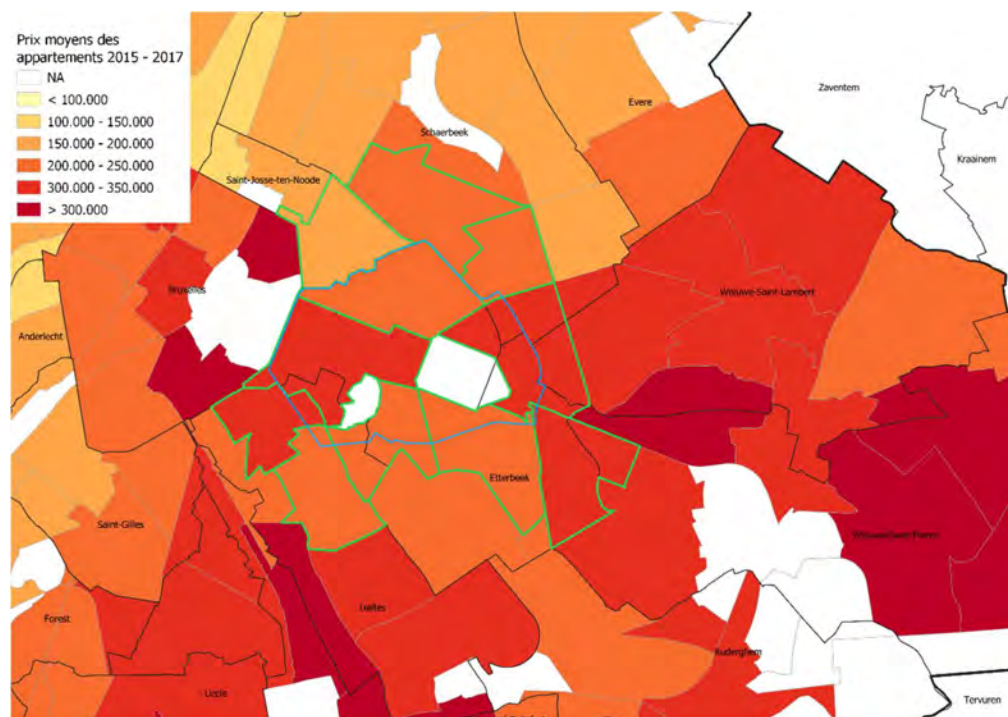 Prix moyens des
appartements 2015 - 2017
NA
< 100.000
100.000 - 150.000
150.000 - 200.000
200.000 - 250.000
300.000 - 350.000
> 300.000
Zaventem
Evere
Schaerbeek
Kraainem
Saint-Josse-ten-Noode
Bruxelles
Woluwe-Saint-Lambert
Anderlecht
Etterbeek
Saint-Gilles
Woluwe-Saint-Pierre
Ixelles
Forest
Auderghem
Uccle
Tervuren